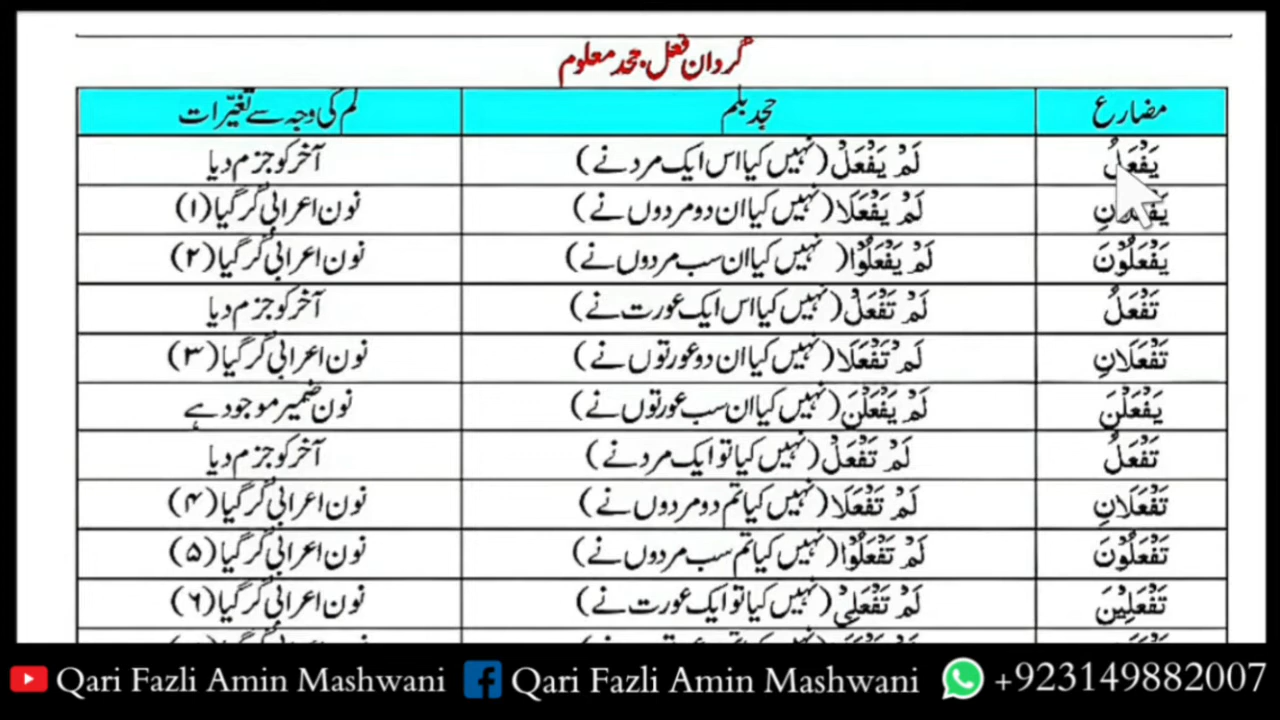 گردان فعل جحد معلوم
مضارع	حجد بلم	لم کی وجہ سے تغیّرات
یَفْعَلُ	لَمْ یَفْعَلْ (نہیں کیا اس ایک مرد نے)	آخر کو جزم دیا
یَفْعَلَانِ	لَمْ یَفْعَلَا (نہیں کیا ان دو مردوں نے)	نون اعرابی گر گیا (۱)
یَفْعَلُوْنَ	لَمْ یَفْعَلُوْا (نہیں کیا ان سب مردوں نے)	نون اعرابی گر گیا (۲)
تَفْعَلُ	لَمْ تَفْعَلْ (نہیں کیا اس ایک عورت نے)	آخر کو جزم دیا
تَفْعَلَانِ	لَمْ تَفْعَلَا (نہیں کیا ان دو عورتوں نے)	نون اعرابی گر گیا (۳)
یَفْعَلْنَ	لَمْ یَفْعَلْنَ (نہیں کیا ان سب عورتوں نے)	نون ضمیر موجود ہے
تَفْعَلُ	لَمْ تَفْعَلْ (نہیں کیا تو ایک مرد نے)	آخر کو جزم دیا
تَفْعَلَانِ	لَمْ تَفْعَلَا (نہیں کیا تم دو مردوں نے)	نون اعرابی گر گیا (۴)
تَفْعَلُوْنَ	لَمْ تَفْعَلُوْا (نہیں کیا تم سب مردوں نے)	نون اعرابی گر گیا (۵)
تَفْعَلِیْنَ	لَمْ تَفْعَلِیْ (نہیں کیا تو ایک عورت نے)	نون اعرابی گر گیا (۶)
Qari Fazli Amin Mashwani Qari Fazli Amin Mashwani +923149882007